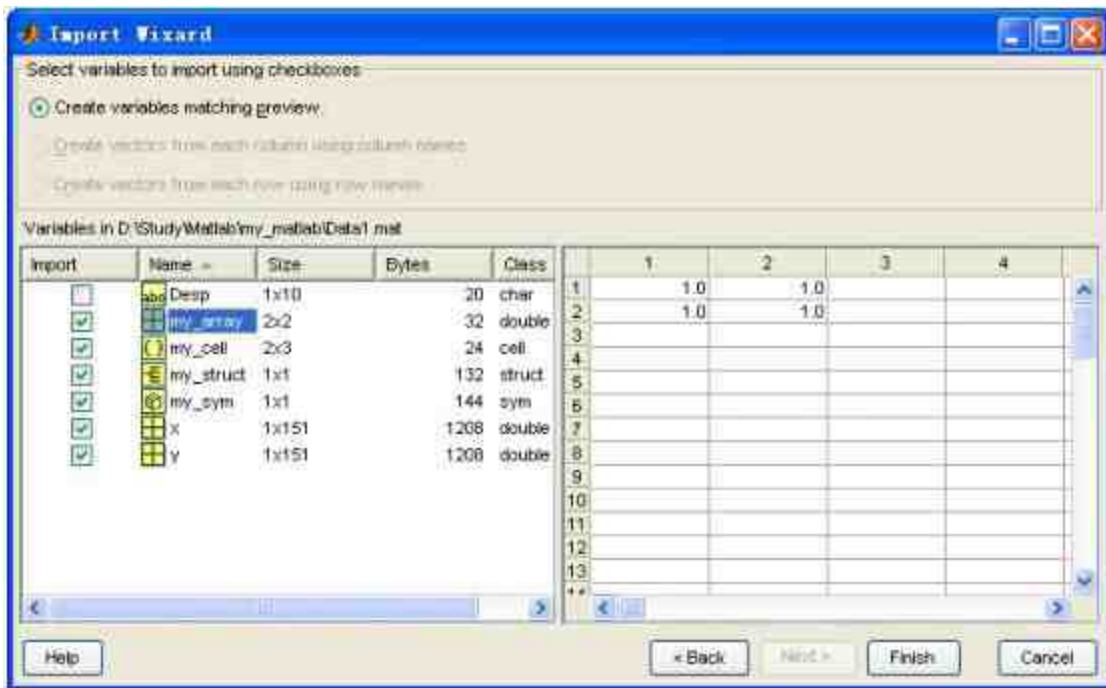 Import Wizard
Select variables to import using checkboxes
Create variables matching preview.
Create vectors from each column using column names.
Create vectors from each row using row names.
Variables in D:\Study\Matlab\my_matlab\Data1.mat
Import Name Size Bytes Class
abc Desp 1x10 20 char
my_array 2x2 32 double
{ } my_cell 2x3 24 cell
my_struct 1x1 132 struct
my_sym 1x1 144 sym
x 1x151 1208 double
y 1x151 1208 double
1 2 3 4
1 1.0 1.0
2 1.0 1.0
3
4
5
6
7
8
9
10
11
12
13
Help < Back Next > Finish Cancel